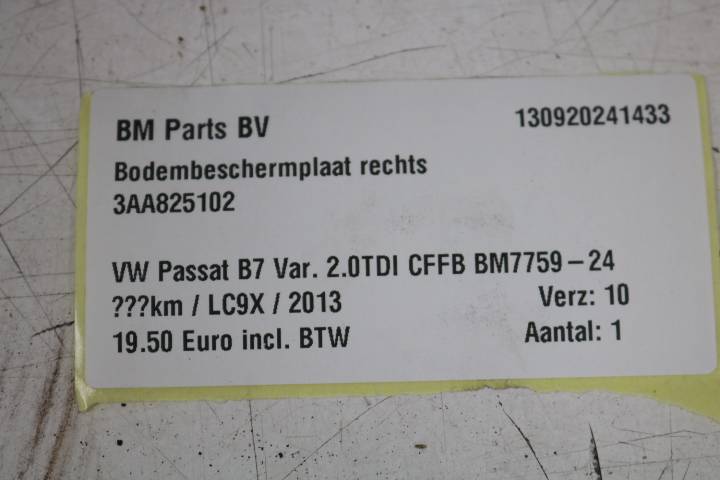 BM Parts BV 130920241433
Bodembeschermplaat rechts
3AA825102
VW Passat B7 Var. 2.0TDI CFFB BM7759-24
???km / LC9X / 2013 Verz: 10
19.50 Euro incl. BTW Aantal: 1